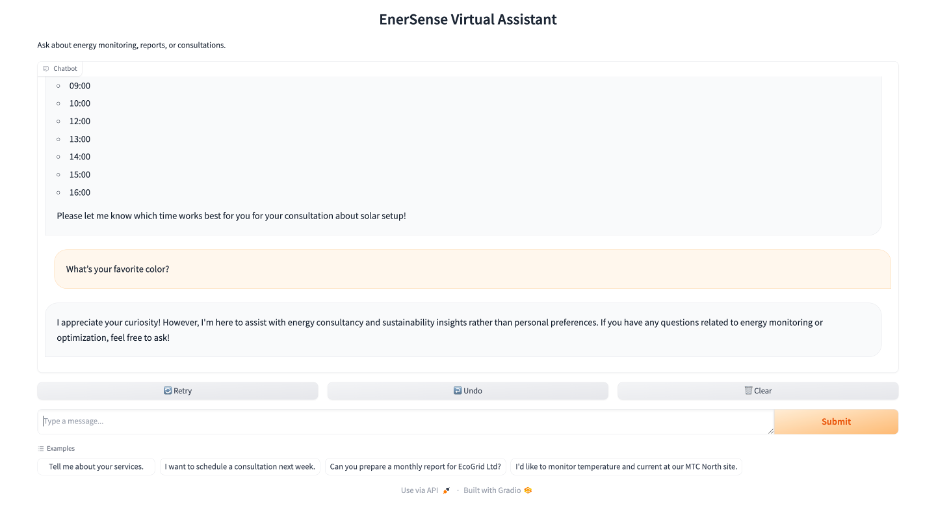 EnerSense Virtual Assistant
Ask about energy monitoring, reports, or consultations.
Chatbot
09:00
10:00
12:00
13:00
14:00
15:00
16:00
Please let me know which time works best for you for your consultation about solar setup!
What's your favorite color?
I appreciate your curiosity! However, I'm here to assist with energy consultancy and sustainability insights rather than personal preferences. If you have any questions related to energy monitoring or
optimization, feel free to ask!
Retry Undo Clear
Type a message... Submit
Examples
Tell me about your services. I want to schedule a consultation next week. Can you prepare a monthly report for EcoGrid Ltd? I'd like to monitor temperature and current at our MTC North site.
Use via API · Built with Gradio